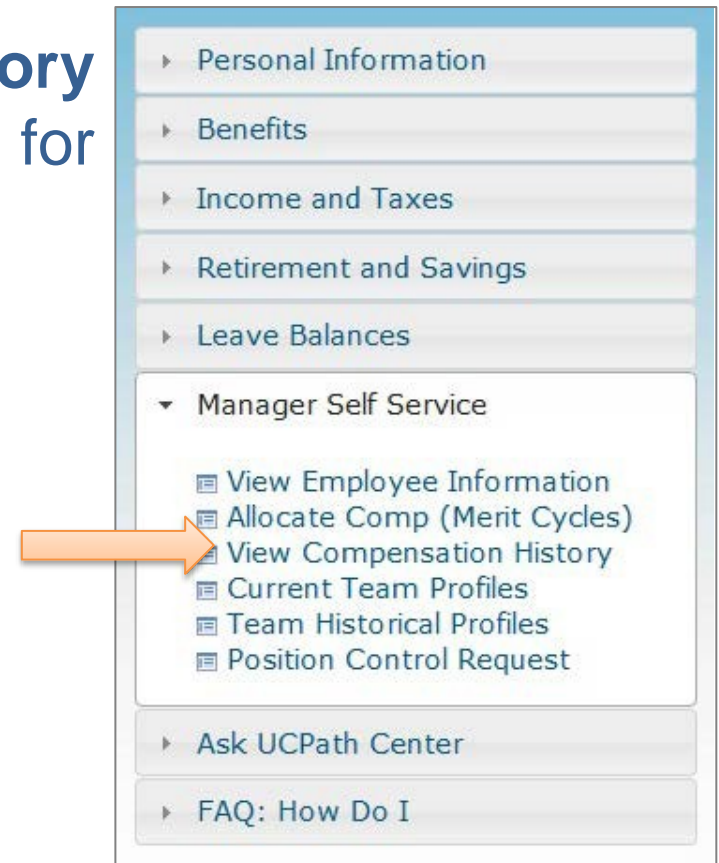 ory
for
Personal Information
Benefits
Income and Taxes
Retirement and Savings
Leave Balances
Manager Self Service
View Employee Information
Allocate Comp (Merit Cycles)
View Compensation History
Current Team Profiles
Team Historical Profiles
Position Control Request
Ask UCPath Center
FAQ: How Do I